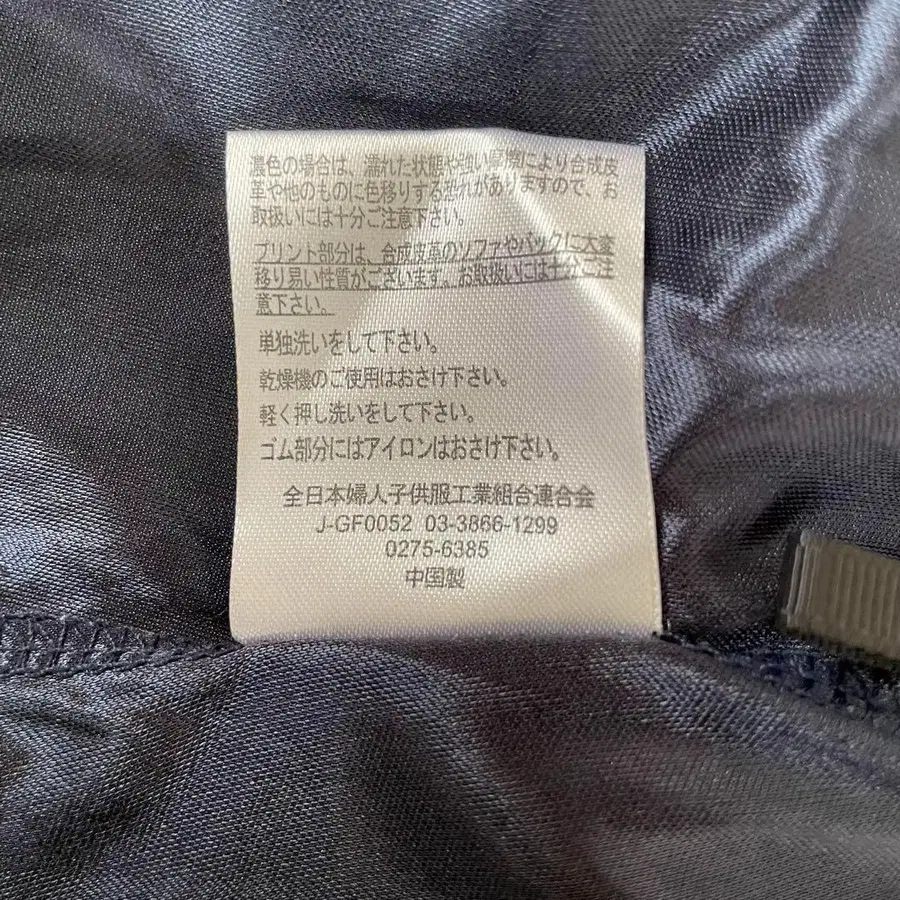 濃色の場合は、濡れた状態や強い摩擦により合成皮
革や他のものに色移りする恐れがありますので、お
取扱いには十分ご注意下さい。
プリント部分は、合成皮革のソファやバックに大変
移り易い性質がございます。お取扱いには十分ご注
意下さい。
単独洗いをして下さい。
乾燥機のご使用はおさけ下さい。
軽く押し洗いをして下さい。
ゴム部分にはアイロンはおさけ下さい。
全日本婦人子供服工業組合連合会
J-GF0052 03-3866-1299
0275-6385
中国製